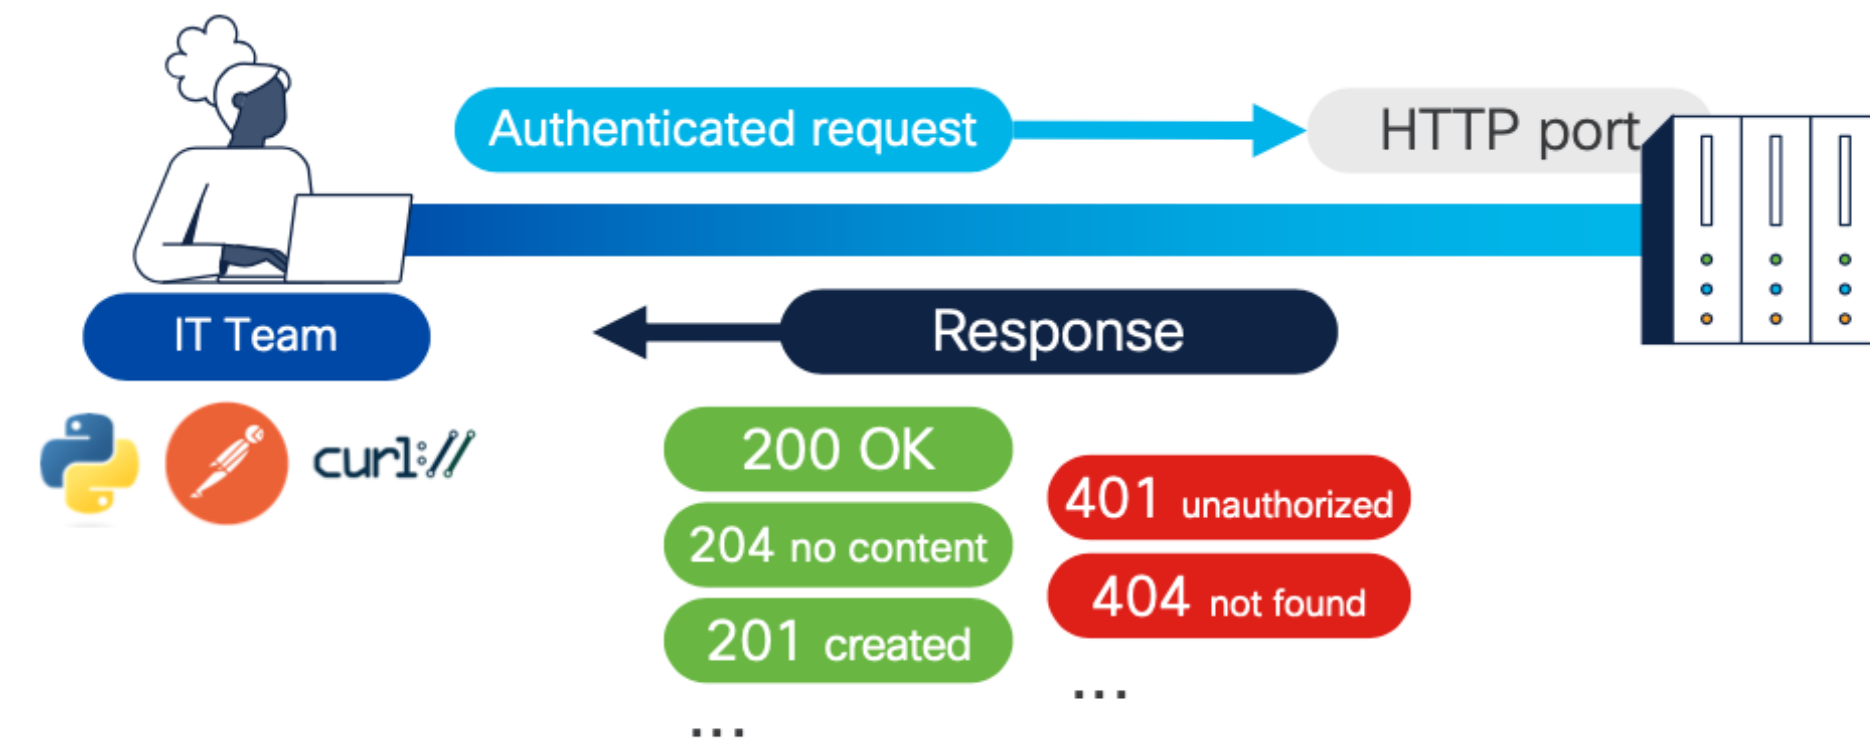 Authenticated request
HTTP port
IT Team
Response
curl://
200 OK
204 no content
201 created
...
401 unauthorized
404 not found
...